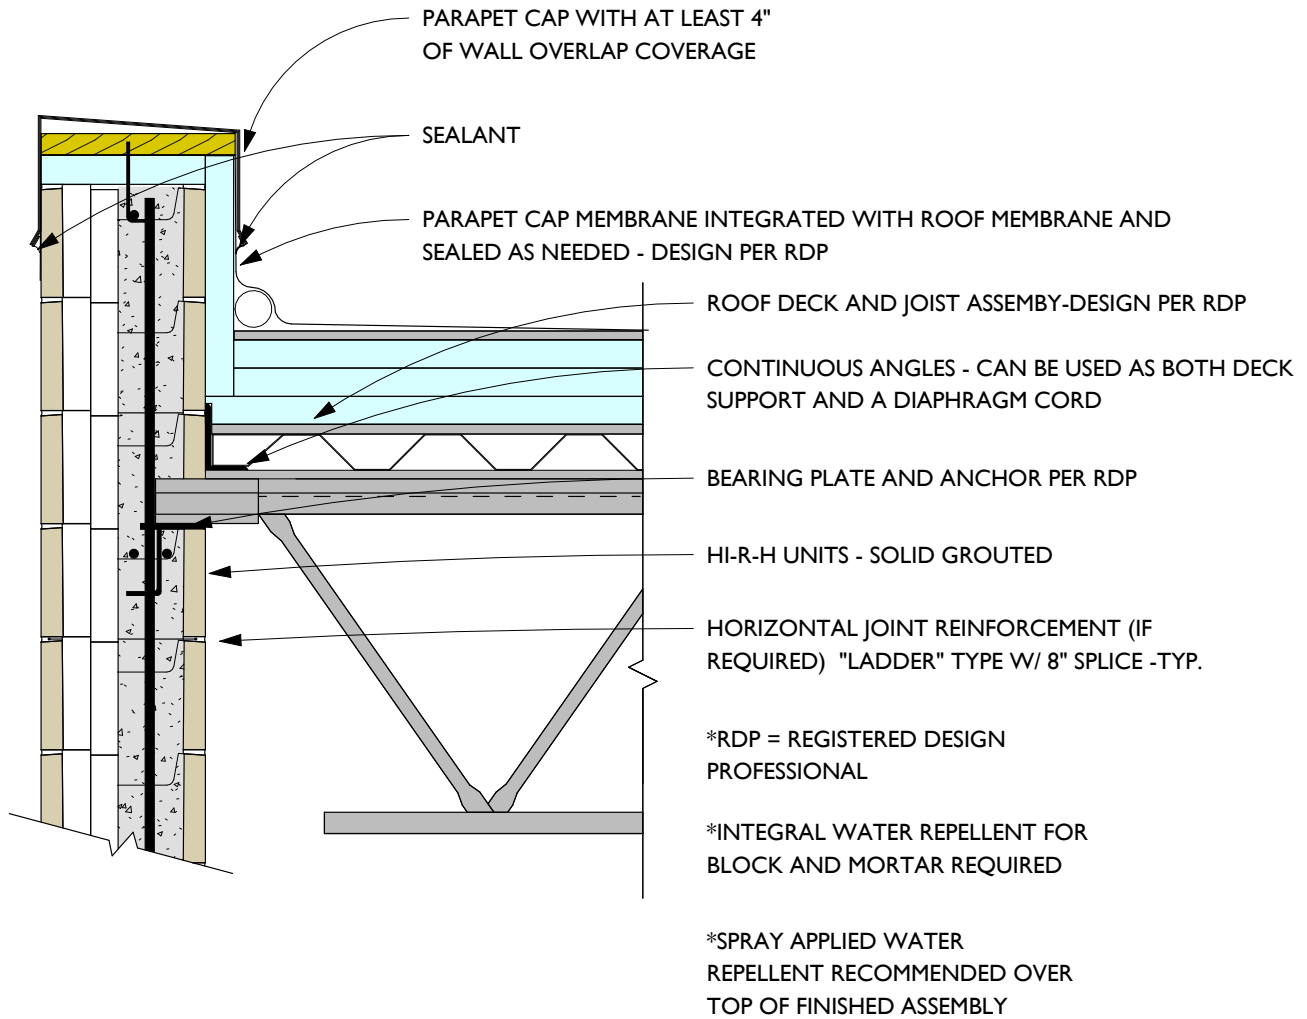 PARAPET CAP WITH AT LEAST 4"
OF WALL OVERLAP COVERAGE
SEALANT
PARAPET CAP MEMBRANE INTEGRATED WITH ROOF MEMBRANE AND
SEALED AS NEEDED - DESIGN PER RDP
ROOF DECK AND JOIST ASSEMBY-DESIGN PER RDP
CONTINUOUS ANGLES - CAN BE USED AS BOTH DECK
SUPPORT AND A DIAPHRAGM CORD
BEARING PLATE AND ANCHOR PER RDP
HI-R-H UNITS - SOLID GROUTED
HORIZONTAL JOINT REINFORCEMENT (IF
REQUIRED) "LADDER" TYPE W/ 8" SPLICE -TYP.
*RDP = REGISTERED DESIGN
PROFESSIONAL
*INTEGRAL WATER REPELLENT FOR
BLOCK AND MORTAR REQUIRED
*SPRAY APPLIED WATER
REPELLENT RECOMMENDED OVER
TOP OF FINISHED ASSEMBLY